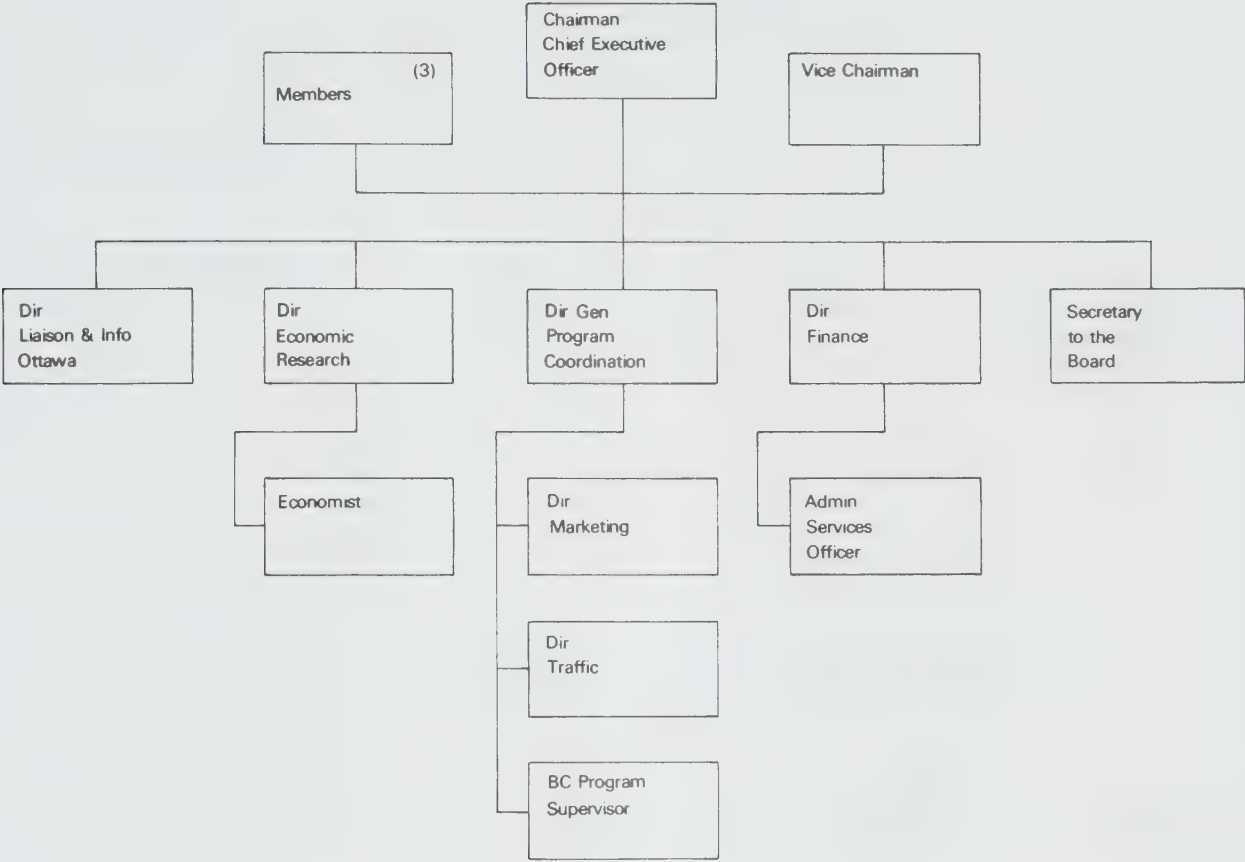 Chairman
Chief Executive
Officer
(3)
Members
Vice Chairman
Dir
Liaison & Info
Ottawa
Dir
Economic
Research
Dir Gen
Program
Coordination
Dir
Finance
Secretary
to the
Board
Economist
Dir
Marketing
Admin
Services
Officer
Dir
Traffic
BC Program
Supervisor